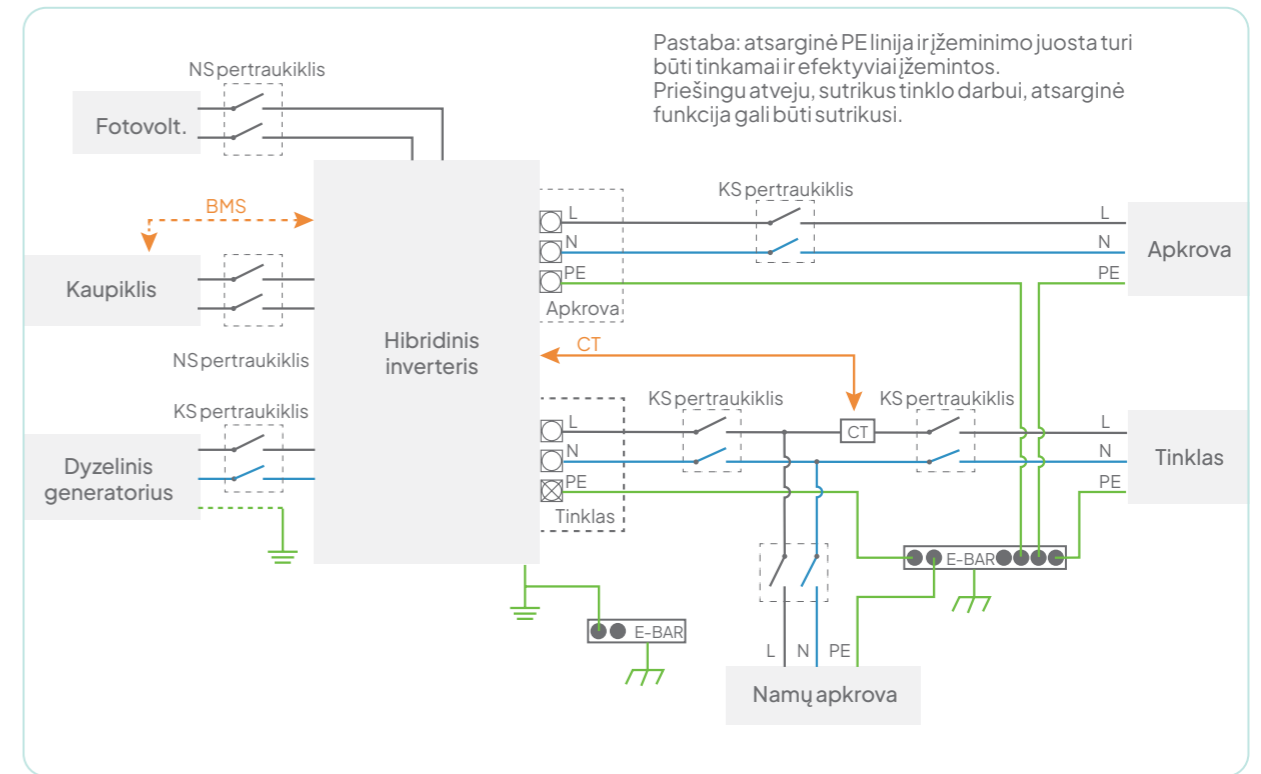 Pastaba: atsarginė PE linija ir įžeminimo juosta turi
būti tinkamai ir efektyviai įžemintos.
Priešingu atveju, sutrikus tinklo darbui, atsarginė
funkcija gali būti sutrikusi.
NS pertraukiklis
Fotovolt.
BMS
Kaupiklis
NS pertraukiklis
KS pertraukiklis
Dyzelinis
generatorius
Hibridinis
inverteris
L
N
PE
Apkrova
KS pertraukiklis
L
N
PE
Apkrova
CT
KS pertraukiklis
KS pertraukiklis
L
N
PE
Tinklas
CT
L
N
PE
Tinklas
E-BAR
E-BAR
L
N
PE
Namų apkrova